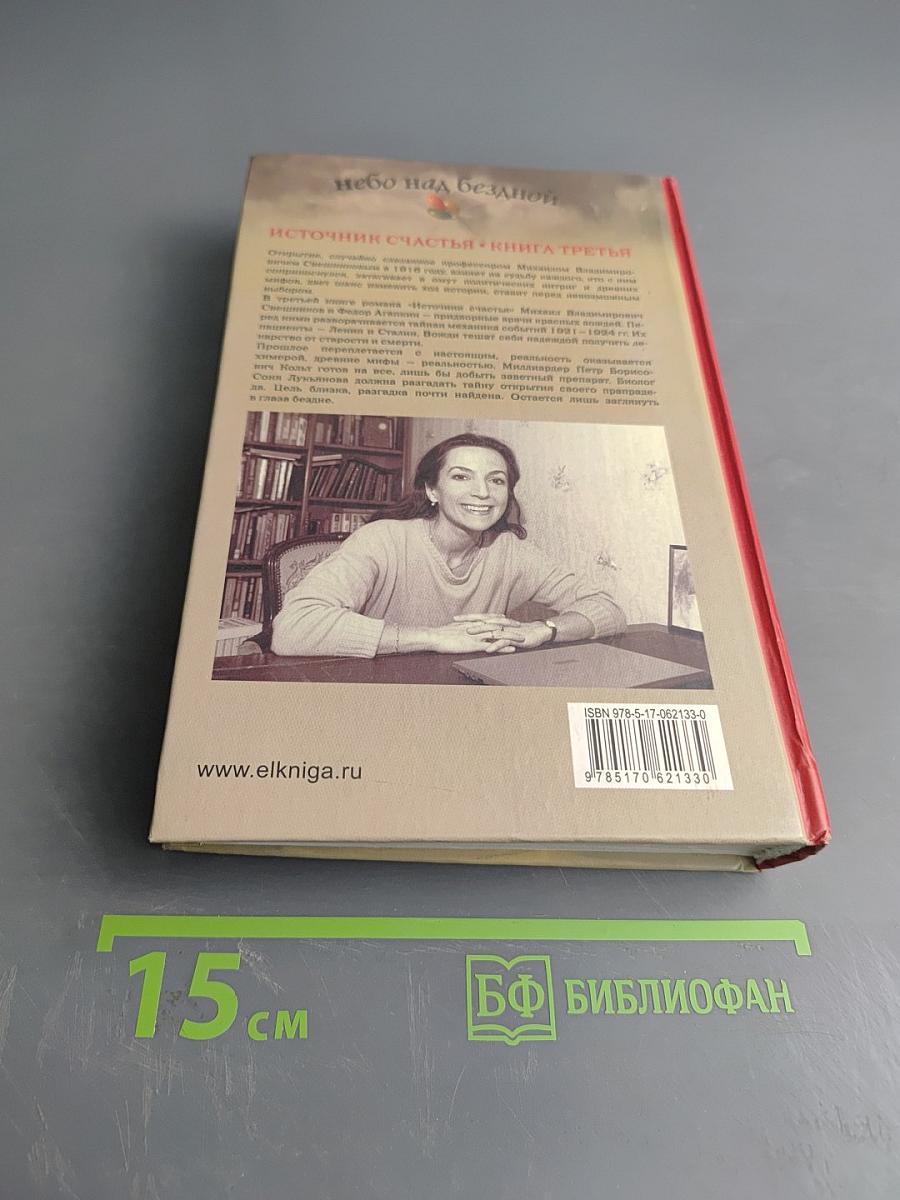 небо над бездной
ИСТОЧНИК СЧАСТЬЯ • КНИГА ТРЕТЬЯ
Открытие, случайно сделанное профессором Михаилом Владимиро-
вичем Свешниковым в 1916 году, влияет на судьбу каждого, кто с ним
соприкоснулся, затягивает в омут политических интриг и древних
мифов, дает шанс изменить ход истории, ставит перед невозможным
выбором.
В третьей книге романа «Источник счастья» Михаил Владимирович
Свешников и Федор Агапкин – придворные врачи красных вождей. Пе-
ред ними разворачивается тайная механика событий 1921 – 1924 гг. Их
пациенты – Ленин и Сталин. Вожди тешат себя надеждой получить ле-
карство от старости и смерти.
Прошлое переплетается с настоящим, реальность оказывается
химерой, древние мифы – реальностью. Миллиардер Петр Борисо-
вич Кольт готов на все, лишь бы добыть заветный препарат. Биолог
Соня Лукьянова должна разгадать тайну открытия своего прапраде-
да. Цель близка, разгадка почти найдена. Остается лишь заглянуть
в глаза бездне.
www.elkniga.ru
ISBN 978-5-17-062133-0
9 785170 621330
15 см
БФ БИБЛИОФАН